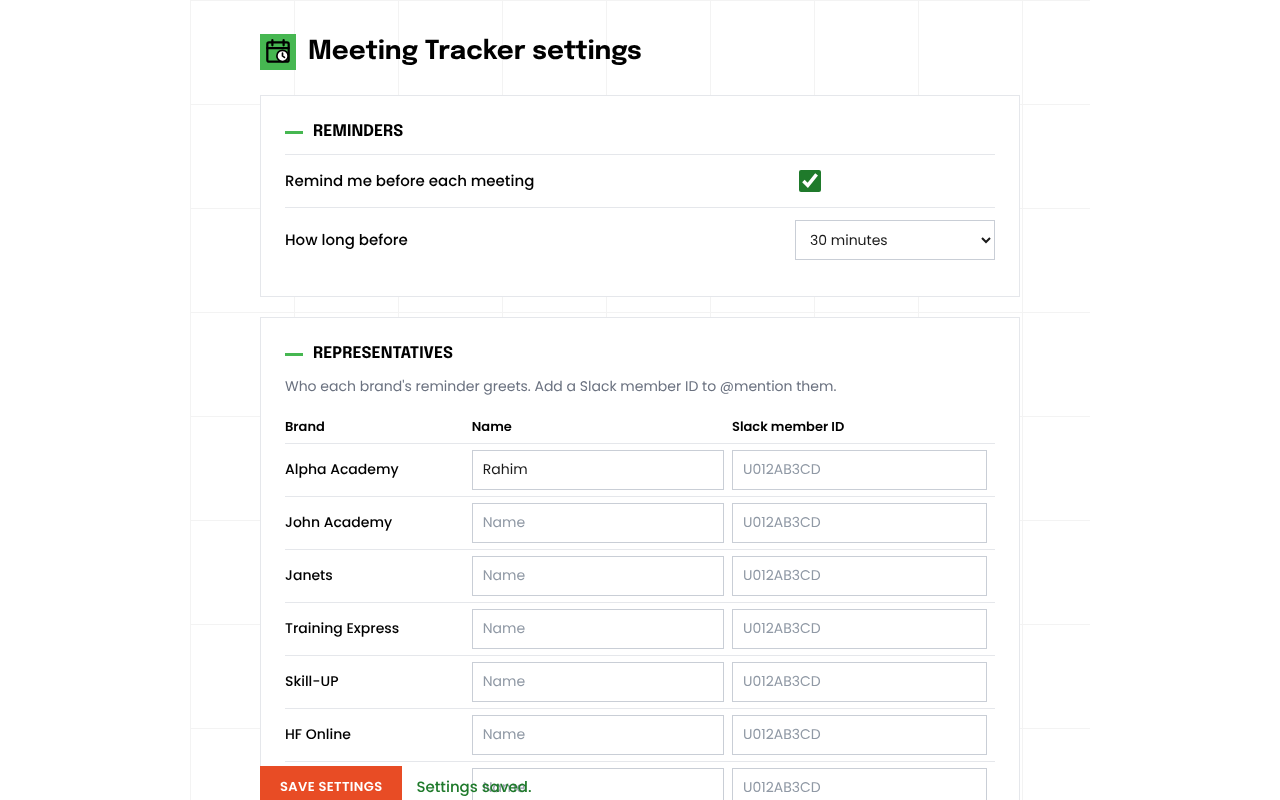 Meeting Tracker settings
REMINDERS
Remind me before each meeting
How long before
30 minutes
REPRESENTATIVES
Who each brand's reminder greets. Add a Slack member ID to @mention them.
Brand Name Slack member ID
Alpha Academy Rahim U012AB3CD
John Academy Name U012AB3CD
Janets Name U012AB3CD
Training Express Name U012AB3CD
Skill-UP Name U012AB3CD
HF Online Name U012AB3CD
SAVE SETTINGS Settings saved. U012AB3CD